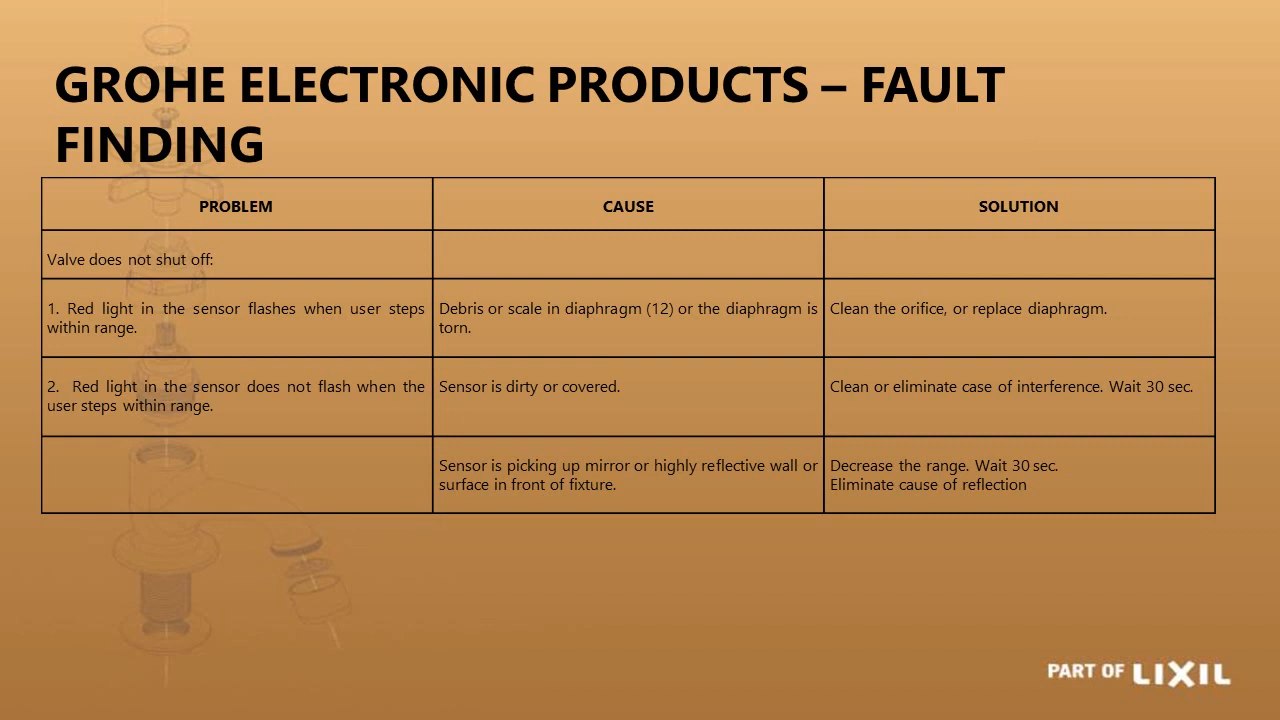 GROHE ELECTRONIC PRODUCTS – FAULT
FINDING
PROBLEM
CAUSE
SOLUTION
Valve does not shut off:
1. Red light in the sensor flashes when user steps
within range.
Debris or scale in diaphragm (12) or the diaphragm is
torn.
Clean the orifice, or replace diaphragm.
2. Red light in the sensor does not flash when the
user steps within range.
Sensor is dirty or covered.
Clean or eliminate case of interference. Wait 30 sec.
Sensor is picking up mirror or highly reflective wall or
surface in front of fixture.
Decrease the range. Wait 30 sec.
Eliminate cause of reflection
PART OF LIXIL